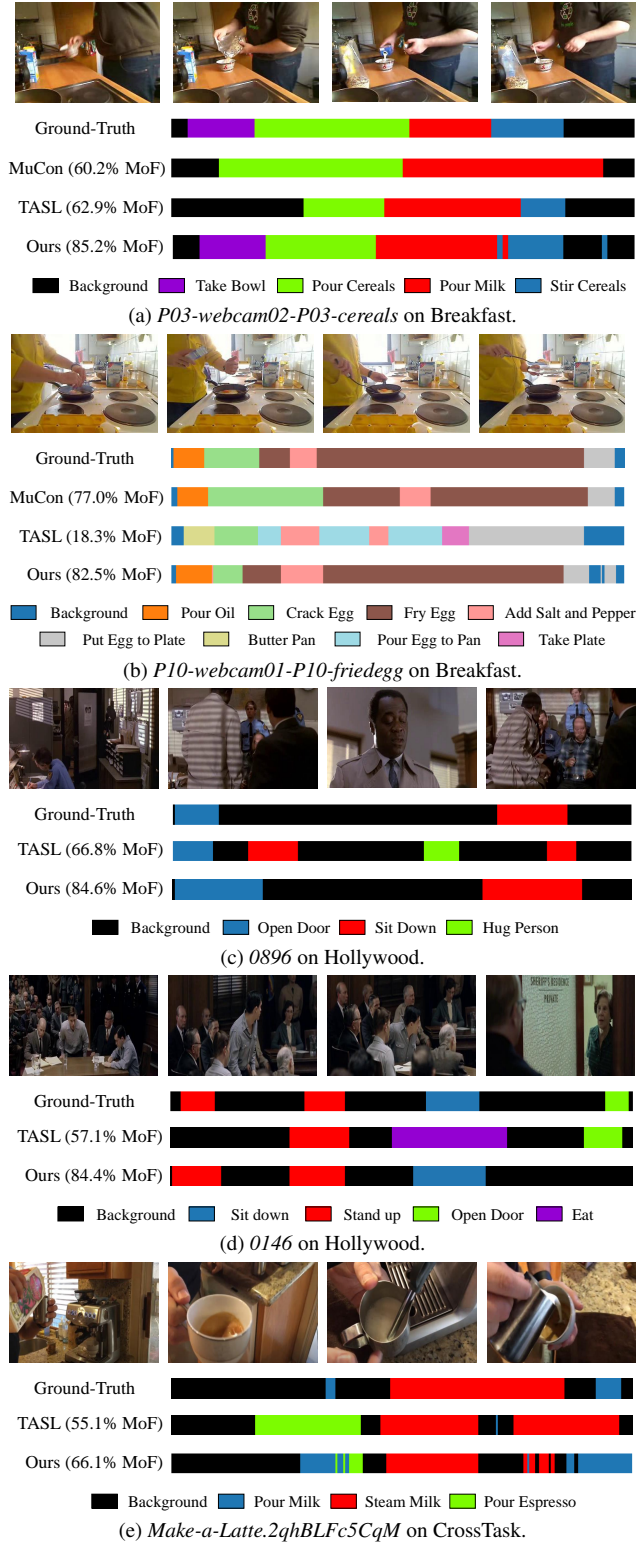 Ground-Truth
MuCon (60.2% MoF)
TASL (62.9% MoF)
Ours (85.2% MoF)
Background Take Bowl Pour Cereals Pour Milk Stir Cereals
(a) P03-webcam02-P03-cereals on Breakfast.
Ground-Truth
MuCon (77.0% MoF)
TASL (18.3% MoF)
Ours (82.5% MoF)
Background Pour Oil Crack Egg Fry Egg Add Salt and Pepper
Put Egg to Plate Butter Pan Pour Egg to Pan Take Plate
(b) P10-webcam01-P10-friedegg on Breakfast.
Ground-Truth
TASL (66.8% MoF)
Ours (84.6% MoF)
Background Open Door Sit Down Hug Person
(c) 0896 on Hollywood.
SHERIFF'S RESIDENCE
PRIVATE
Ground-Truth
TASL (57.1% MoF)
Ours (84.4% MoF)
Background Sit down Stand up Open Door Eat
(d) 0146 on Hollywood.
Ground-Truth
TASL (55.1% MoF)
Ours (66.1% MoF)
Background Pour Milk Steam Milk Pour Espresso
(e) Make-a-Latte.2qhBLFc5CqM on CrossTask.